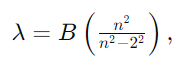 λ = B ( n² / n² − 2² ) ,